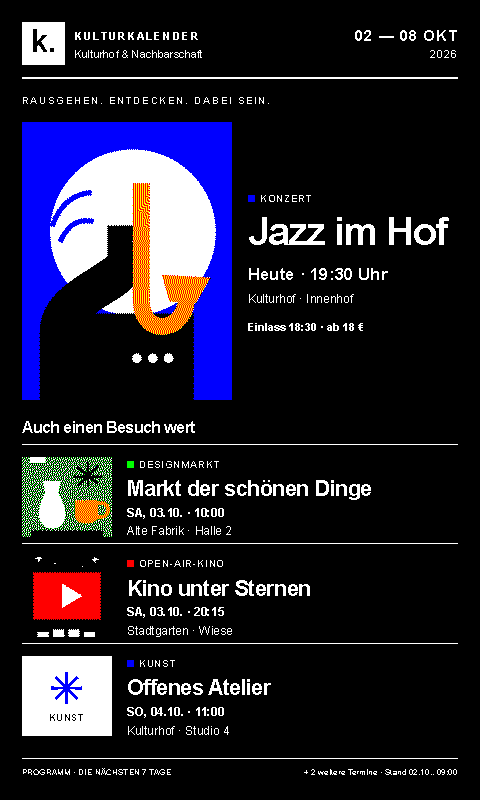 k.
KULTURKALENDER
Kulturhof & Nachbarschaft
02 — 08 OKT
2026
RAUSGEHEN. ENTDECKEN. DABEI SEIN.
KONZERT
Jazz im Hof
Heute · 19:30 Uhr
Kulturhof · Innenhof
Einlass 18:30 · ab 18 €
Auch einen Besuch wert
DESIGNMARKT
Markt der schönen Dinge
SA, 03.10. · 10:00
Alte Fabrik · Halle 2
OPEN-AIR-KINO
Kino unter Sternen
SA, 03.10. · 20:15
Stadtgarten · Wiese
KUNST
KUNST
Offenes Atelier
SO, 04.10. · 11:00
Kulturhof · Studio 4
PROGRAMM · DIE NÄCHSTEN 7 TAGE
+ 2 weitere Termine · Stand 02.10., 09:00